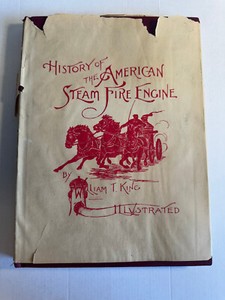 HISTORY OF
THE AMERICAN
STEAM FIRE ENGINE
BY
WILLIAM T. KING
ILLUSTRATED